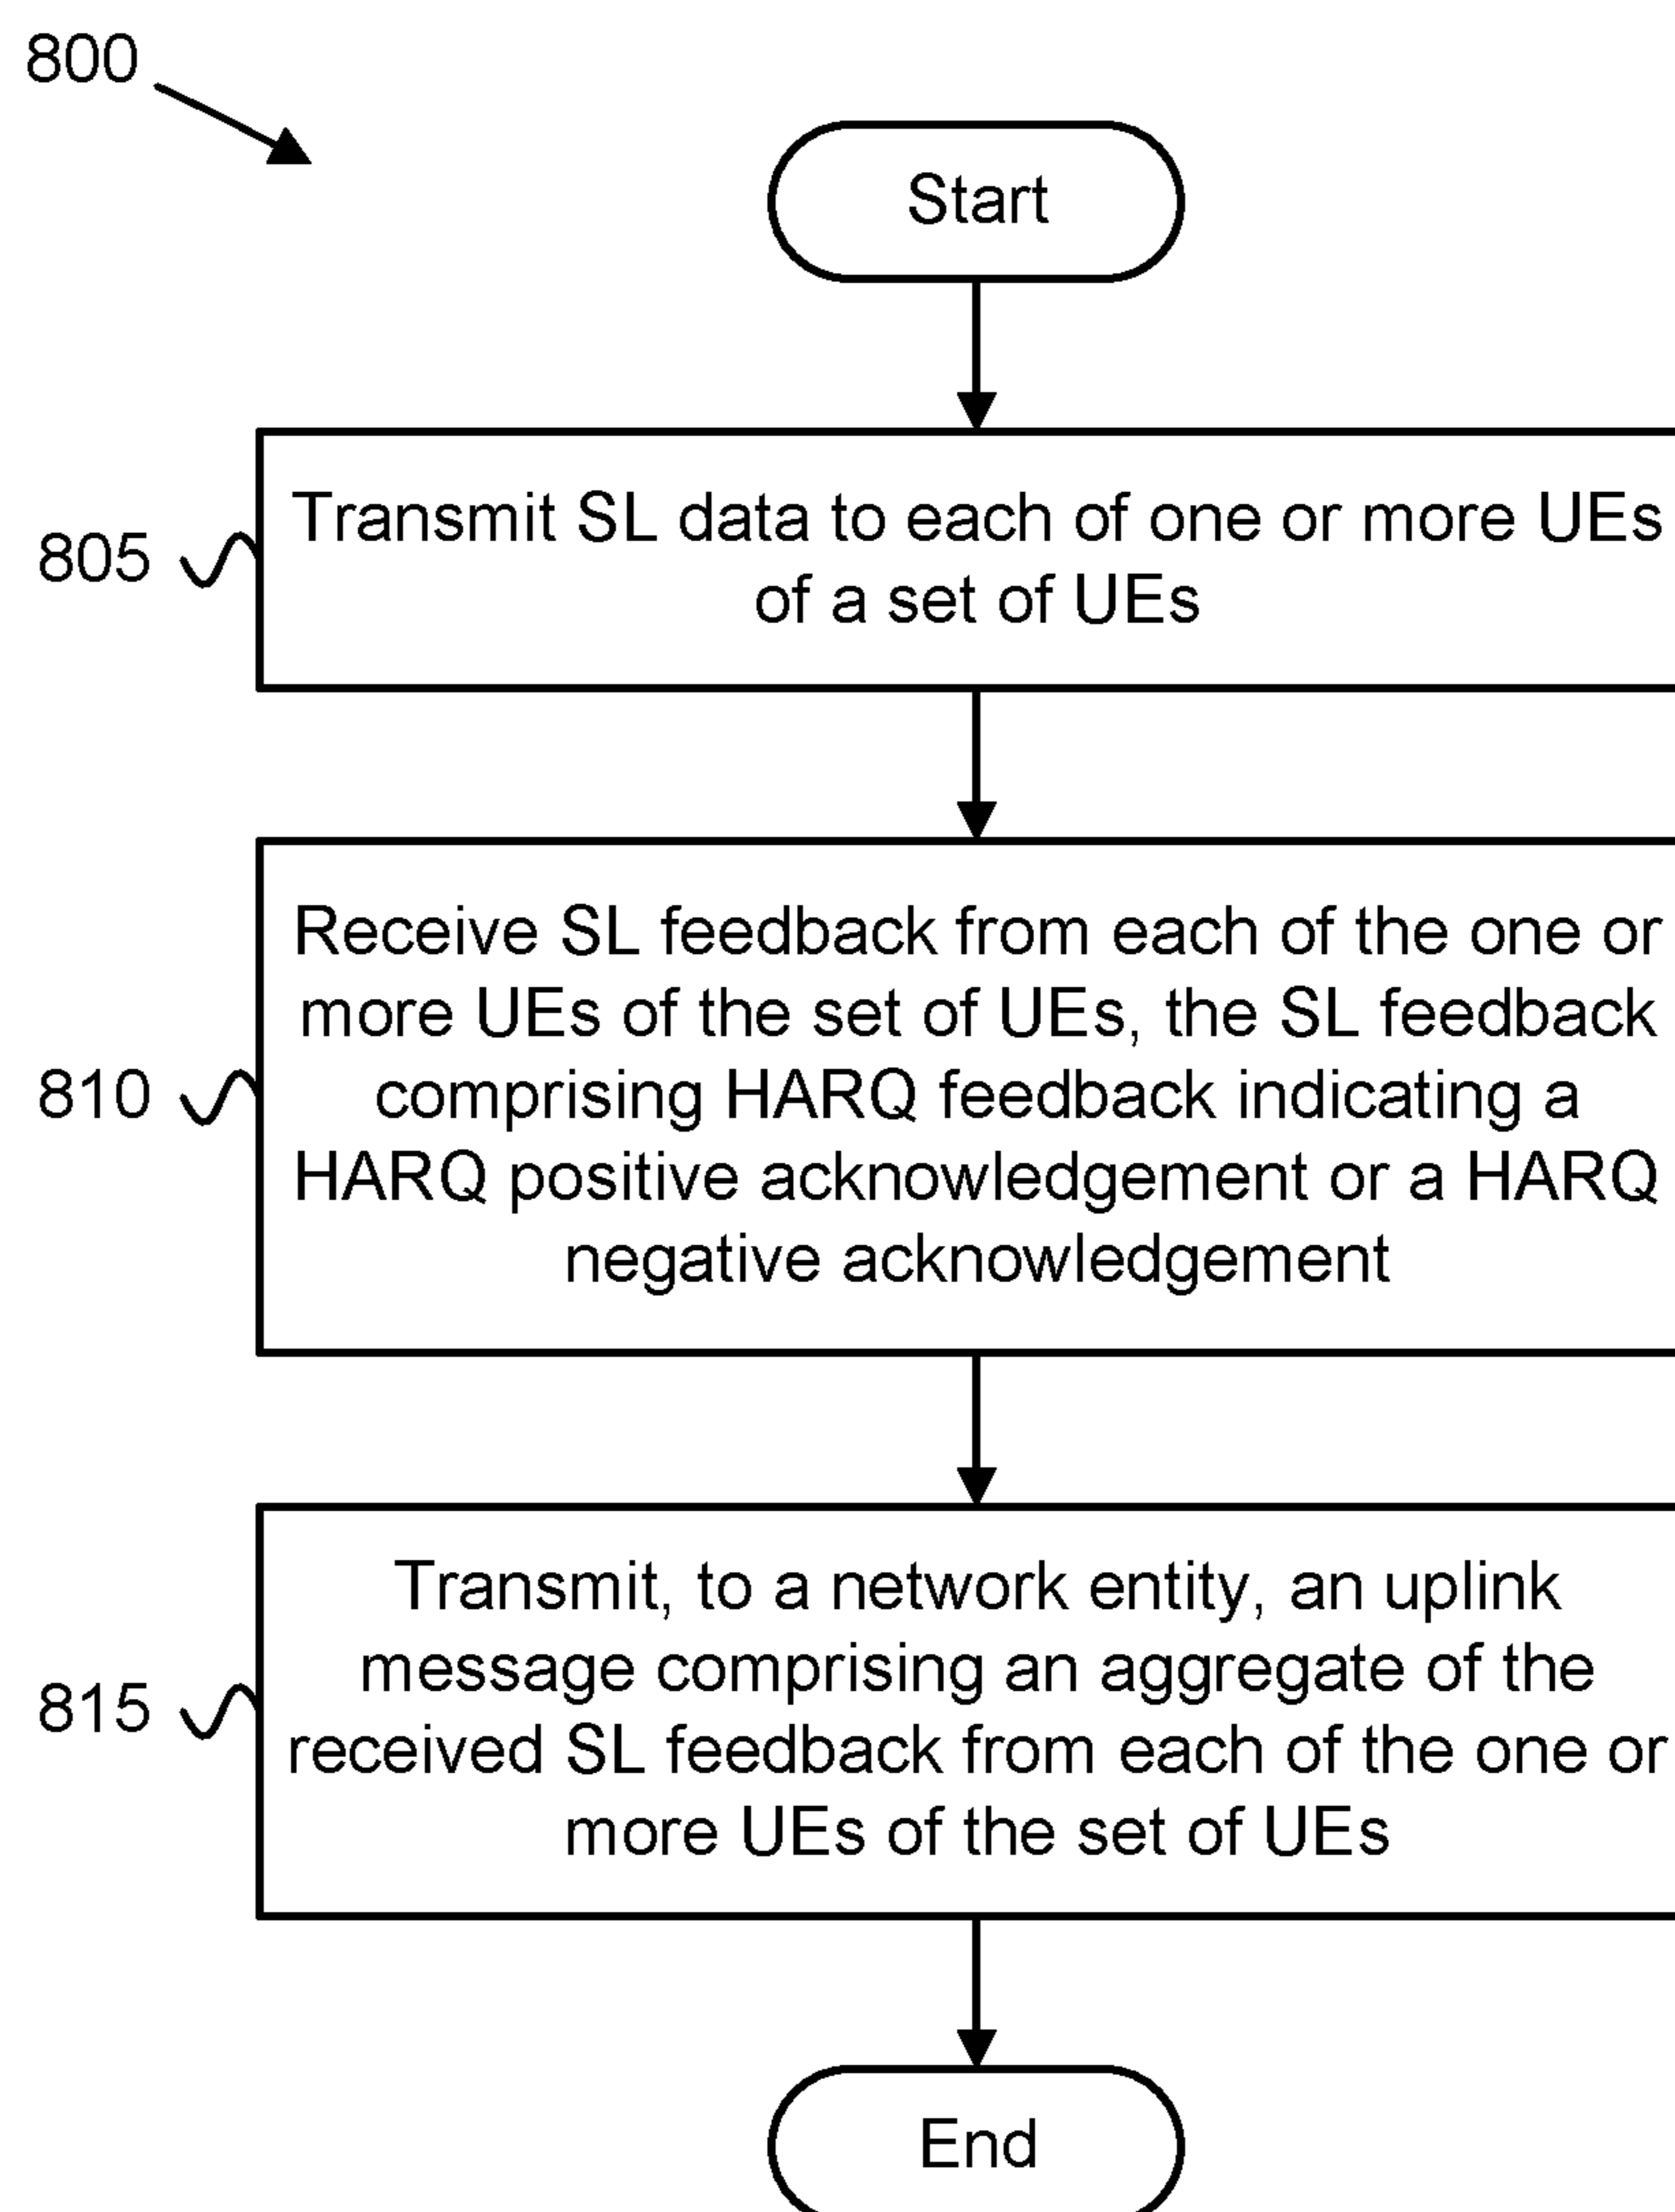 800
Start
805
Transmit SL data to each of one or more UEs
of a set of UEs
810
Receive SL feedback from each of the one or
more UEs of the set of UEs, the SL feedback
comprising HARQ feedback indicating a
HARQ positive acknowledgement or a HARQ
negative acknowledgement
815
Transmit, to a network entity, an uplink
message comprising an aggregate of the
received SL feedback from each of the one or
more UEs of the set of UEs
End